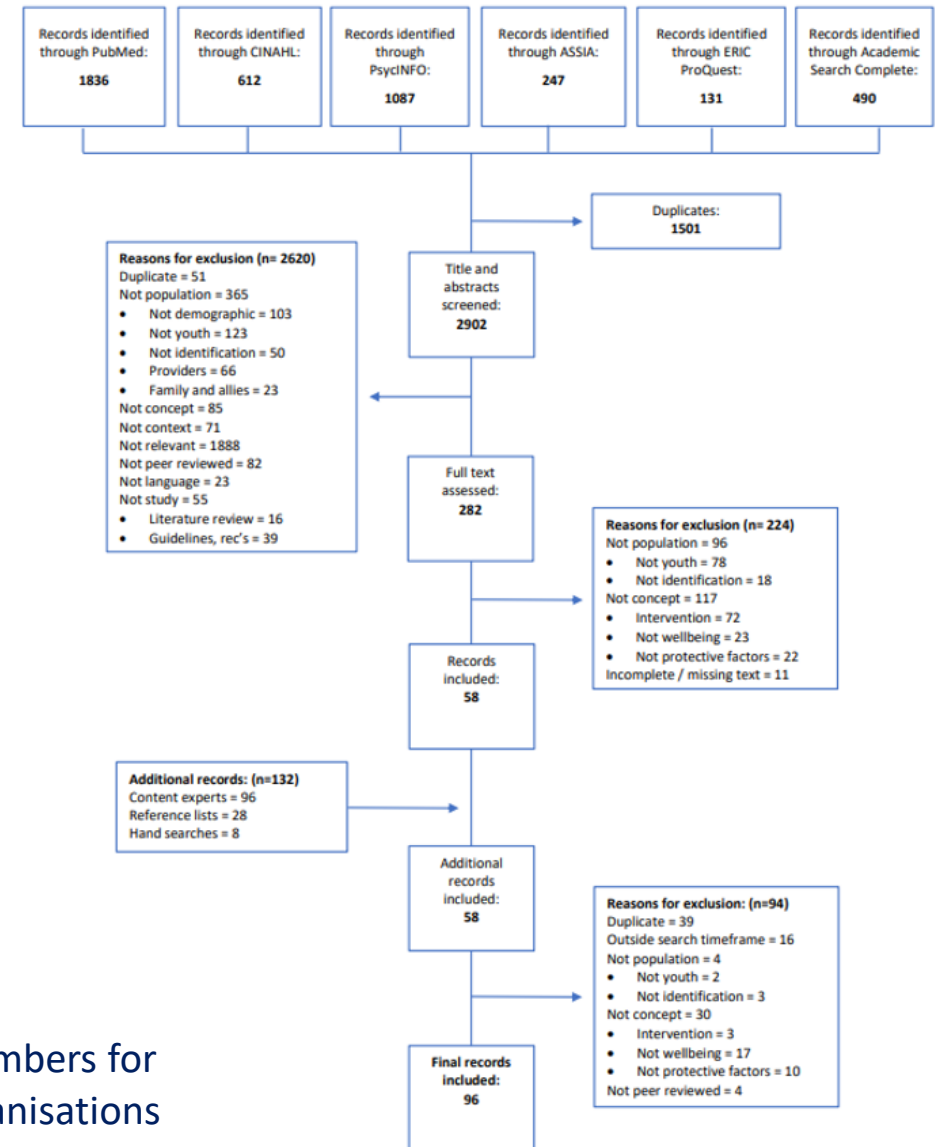 Records identified
through PubMed:
1836
Records identified
through CINAHL:
612
Records identified
through
PsycINFO:
1087
Records identified
through ASSIA:
247
Records identified
through ERIC
ProQuest:
131
Records identified
through Academic
Search Complete:
490
Duplicates:
1501
Title and
abstracts
screened:
2902
Reasons for exclusion (n= 2620)
Duplicate = 51
Not population = 365
• Not demographic = 103
• Not youth = 123
• Not identification = 50
• Providers = 66
• Family and allies = 23
Not concept = 85
Not context = 71
Not relevant = 1888
Not peer reviewed = 82
Not language = 23
Not study = 55
• Literature review = 16
• Guidelines, rec's = 39
Full text
assessed:
282
Reasons for exclusion (n= 224)
Not population = 96
• Not youth = 78
• Not identification = 18
Not concept = 117
• Intervention = 72
• Not wellbeing = 23
• Not protective factors = 22
Incomplete / missing text = 11
Records
included:
58
Additional records: (n=132)
Content experts = 96
Reference lists = 28
Hand searches = 8
Additional
records
included:
58
Reasons for exclusion: (n=94)
Duplicate = 39
Outside search timeframe = 16
Not population = 4
• Not youth = 2
• Not identification = 3
Not concept = 30
• Intervention = 3
• Not wellbeing = 17
• Not protective factors = 10
Not peer reviewed = 4
Final records
included:
96
mbers for
anisations